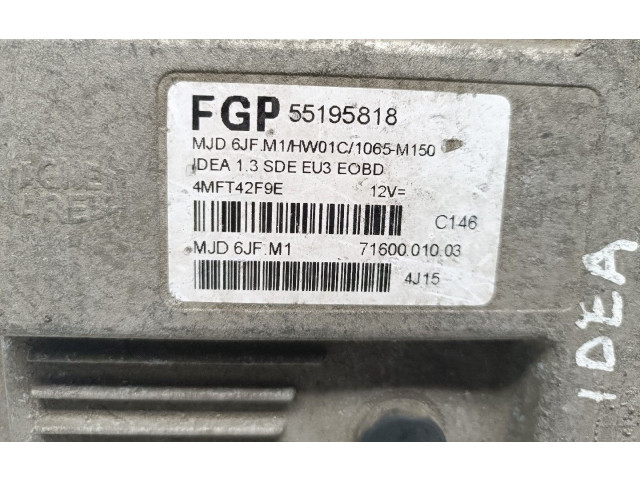 FGP 55195818
MJD 6JF.M1/HW01C/1065-M150
IDEA 1.3 SDE EU3 EOBD
4MFT42F9E 12V=
C146
MJD 6JF.M1 71600.010.03
4J15
IDEA